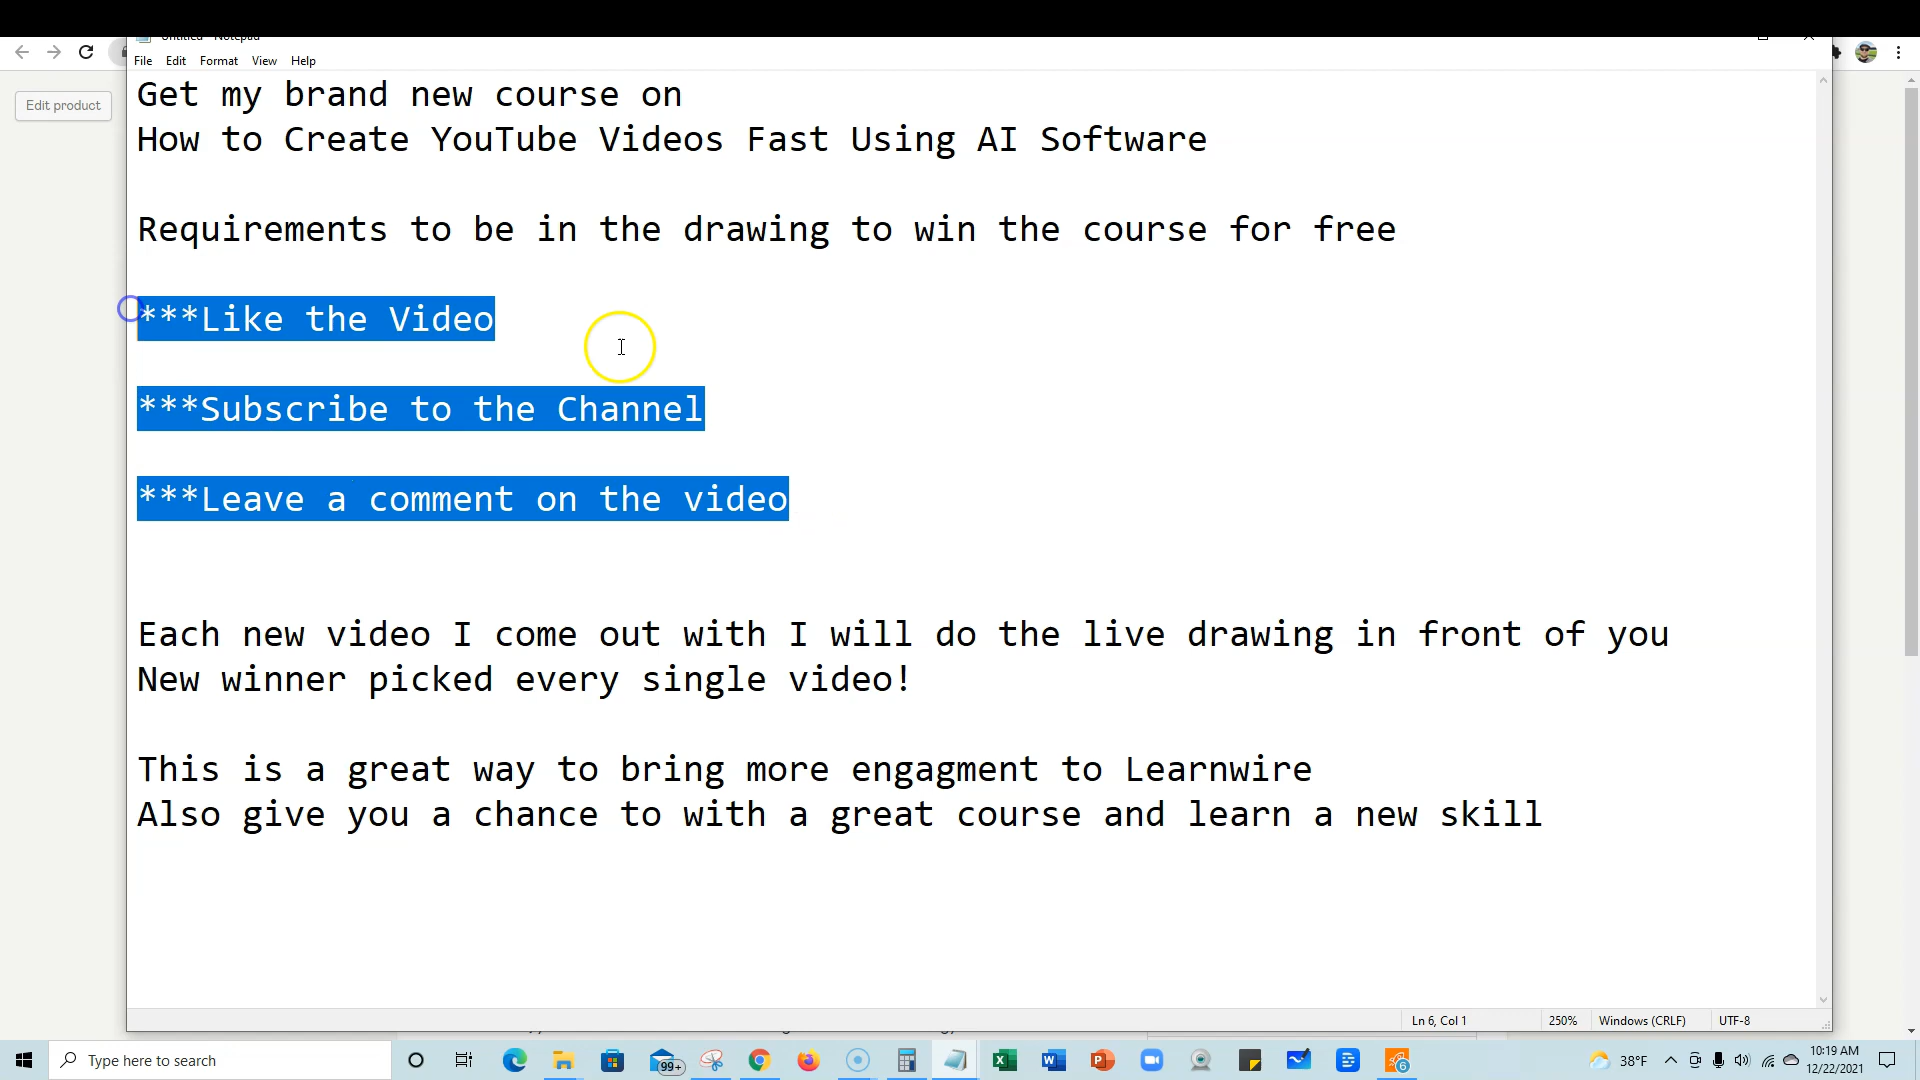 Untitled - Notepad
File Edit Format View Help
Edit product
Get my brand new course on
How to Create YouTube Videos Fast Using AI Software
Requirements to be in the drawing to win the course for free
***Like the Video
***Subscribe to the Channel
***Leave a comment on the video
Each new video I come out with I will do the live drawing in front of you
New winner picked every single video!
This is a great way to bring more engagment to Learnwire
Also give you a chance to with a great course and learn a new skill
Ln 6, Col 1 250% Windows (CRLF) UTF-8
Type here to search
99+
6
38°F
10:19 AM
12/22/2021